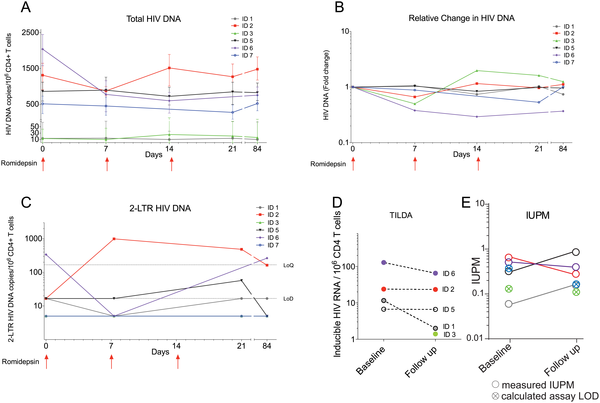 A
Total HIV DNA
HIV DNA copies/10⁶ CD4+ T cells
2500
1500
500
50
30
10
0
7
14
21
84
Days
Romidepsin
ID 1
ID 2
ID 3
ID 5
ID 6
ID 7
B
Relative Change in HIV DNA
HIV DNA (Fold change)
10
1
0.1
0
7
14
21
84
Days
Romidepsin
ID 1
ID 2
ID 3
ID 5
ID 6
ID 7
C
2-LTR HIV DNA
2-LTR HIV DNA copies/10⁶ CD4+ T cells
1000
100
10
LoQ
LoD
0
7
14
21
84
Days
Romidepsin
ID 1
ID 2
ID 3
ID 5
ID 6
ID 7
D
TILDA
Inducible HIV RNA / 10⁶ CD4 T cells
100
10
1
ID 6
ID 2
ID 5
ID 1
ID 3
Baseline
Follow up
E
IUPM
IUPM
10
1
0.1
0.01
Baseline
Follow up
measured IUPM
calculated assay LOD